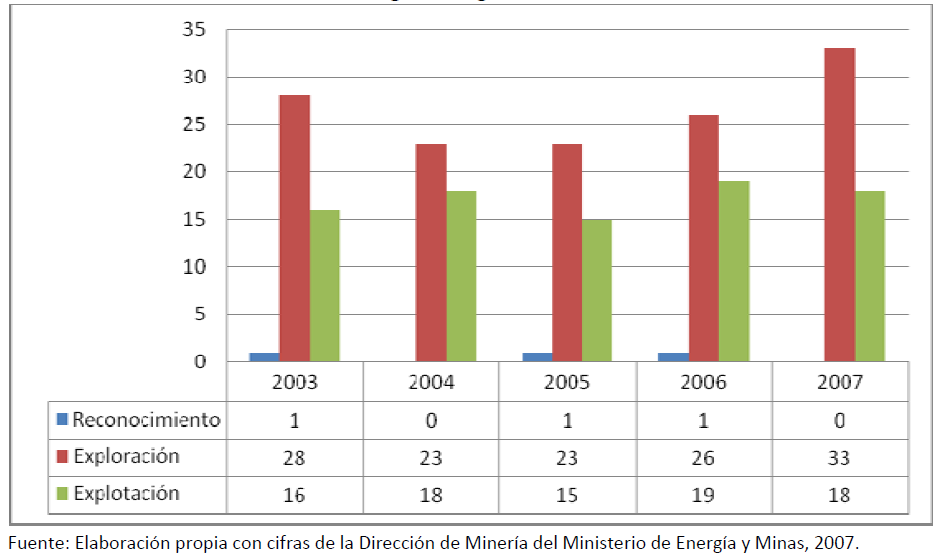 35
30
25
20
15
10
5
0
2003 2004 2005 2006 2007
Reconocimiento 1 0 1 1 0
Exploración 28 23 23 26 33
Explotación 16 18 15 19 18
Fuente: Elaboración propia con cifras de la Dirección de Minería del Ministerio de Energía y Minas, 2007.